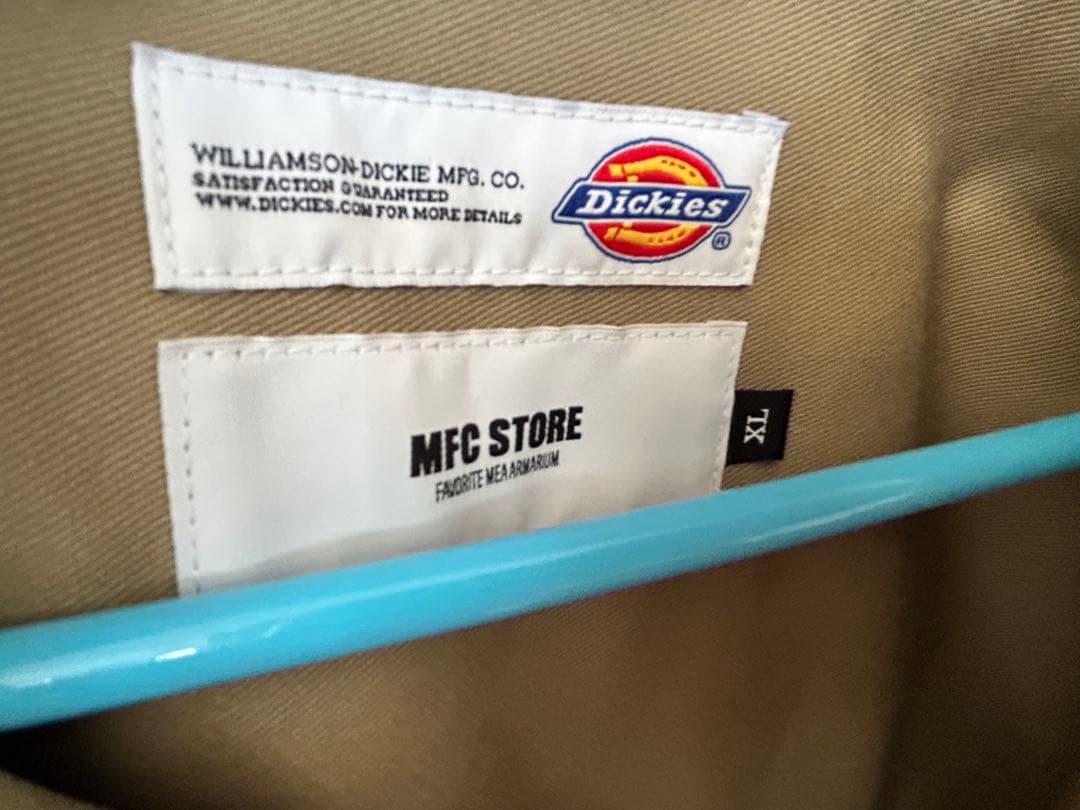 WILLIAMSON-DICKIE MFG. CO.
SATISFACTION GUARANTEED
WWW.DICKIES.COM FOR MORE DETAILS
Dickies
®
MFC STORE
FAVORITE MEA ARMARIUM
XL